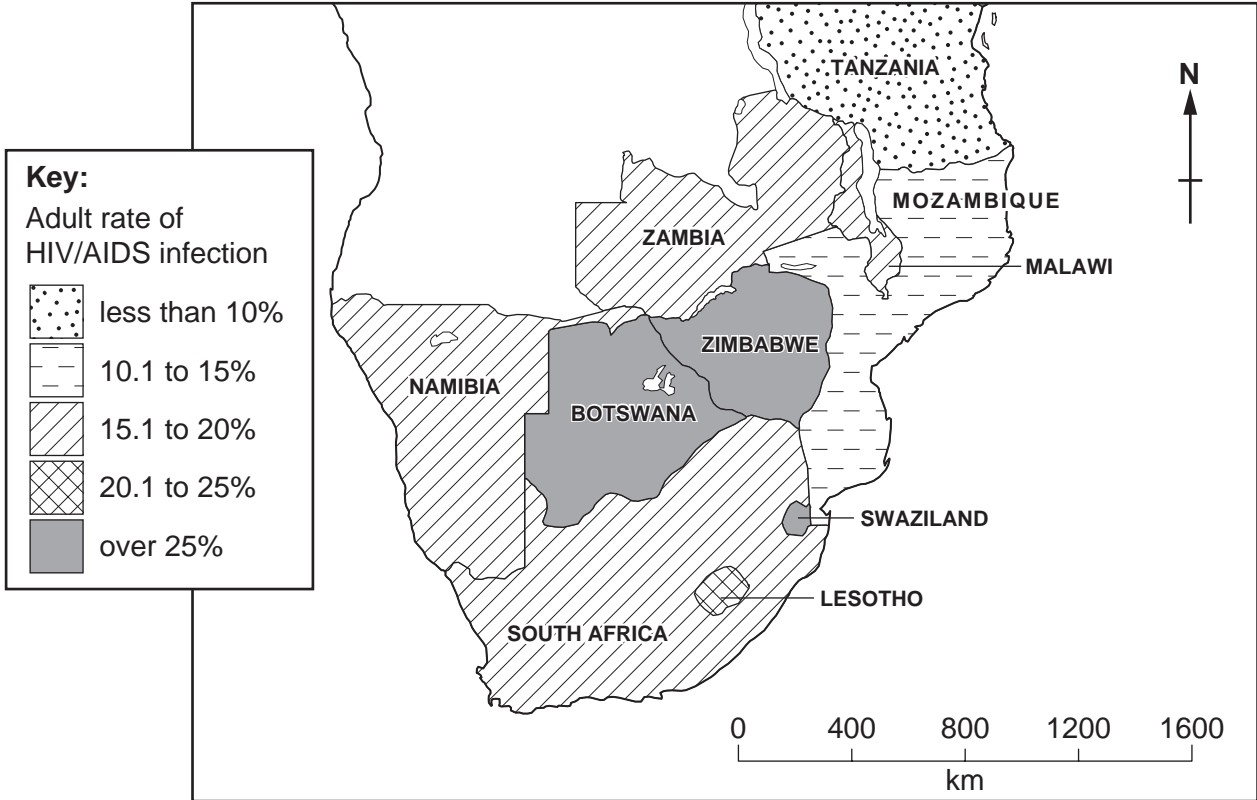 TANZANIA
N
Key:
Adult rate of
HIV/AIDS infection
less than 10%
10.1 to 15%
15.1 to 20%
20.1 to 25%
over 25%
MOZAMBIQUE
ZAMBIA
MALAWI
ZIMBABWE
NAMIBIA
BOTSWANA
SWAZILAND
LESOTHO
SOUTH AFRICA
0 400 800 1200 1600
km